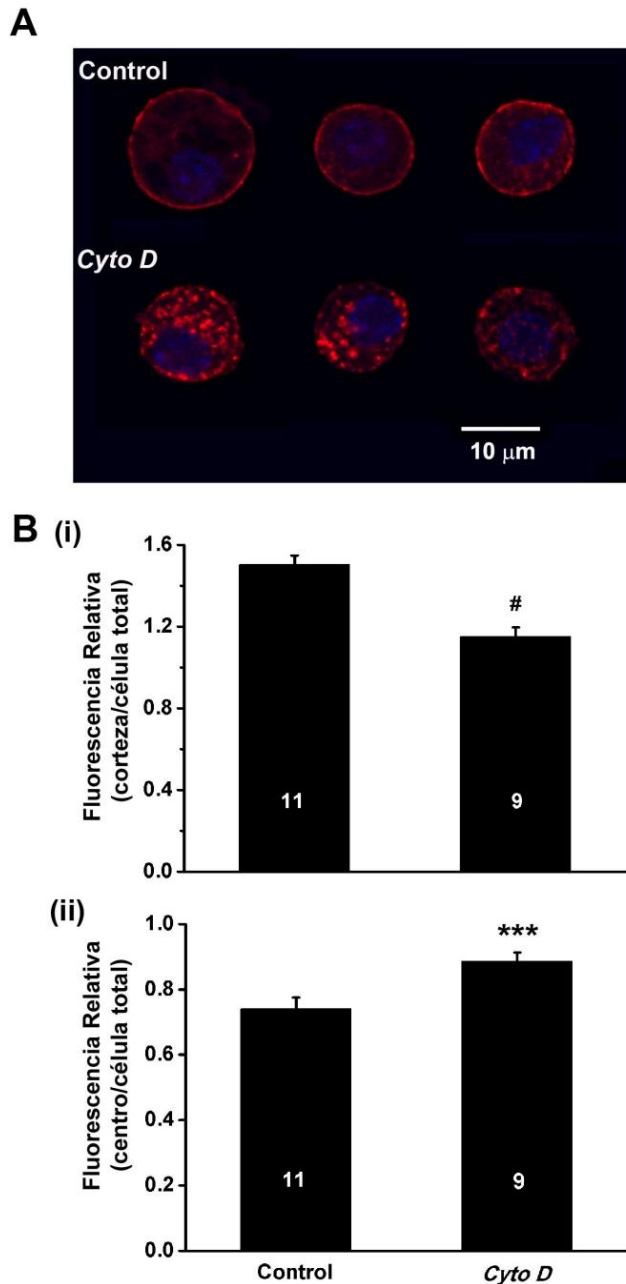 A
Control
Cyto D
10 μm
B (i)
Fluorescencia Relativa
(corteza/célula total)
1.6
1.2
0.8
0.4
0.0
#
11
9
(ii)
Fluorescencia Relativa
(centro/célula total)
1.0
0.8
0.6
0.4
0.2
0.0
***
11
9
Control
Cyto D